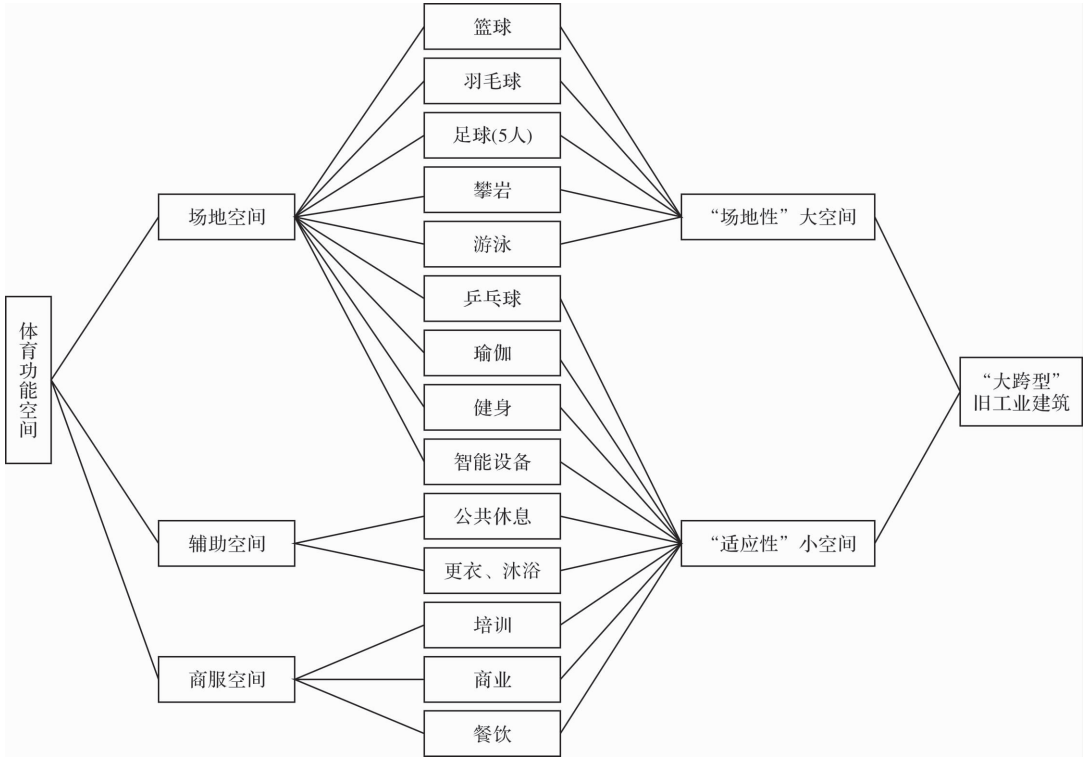 体育功能空间
场地空间
辅助空间
商服空间
篮球
羽毛球
足球(5人)
攀岩
游泳
乒乓球
瑜伽
健身
智能设备
公共休息
更衣、沐浴
培训
商业
餐饮
“场地性”大空间
“适应性”小空间
“大跨型”
旧工业建筑